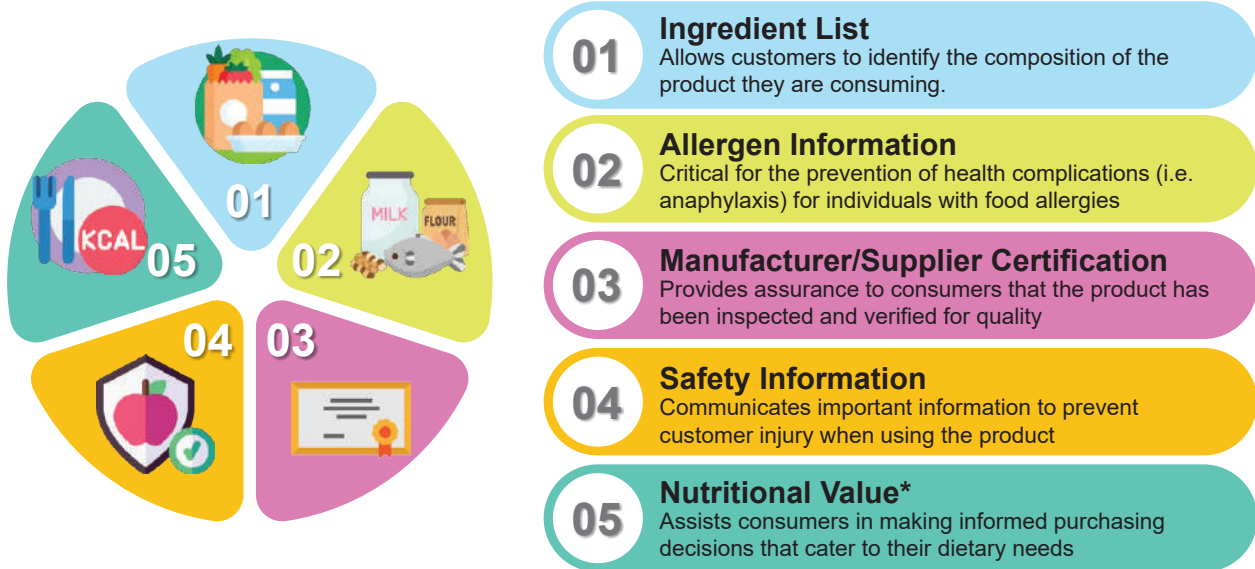 01
MILK
FLOUR
02
KCAL
05
04
03
01
Ingredient List
Allows customers to identify the composition of the
product they are consuming.
02
Allergen Information
Critical for the prevention of health complications (i.e.
anaphylaxis) for individuals with food allergies
03
Manufacturer/Supplier Certification
Provides assurance to consumers that the product has
been inspected and verified for quality
04
Safety Information
Communicates important information to prevent
customer injury when using the product
05
Nutritional Value*
Assists consumers in making informed purchasing
decisions that cater to their dietary needs